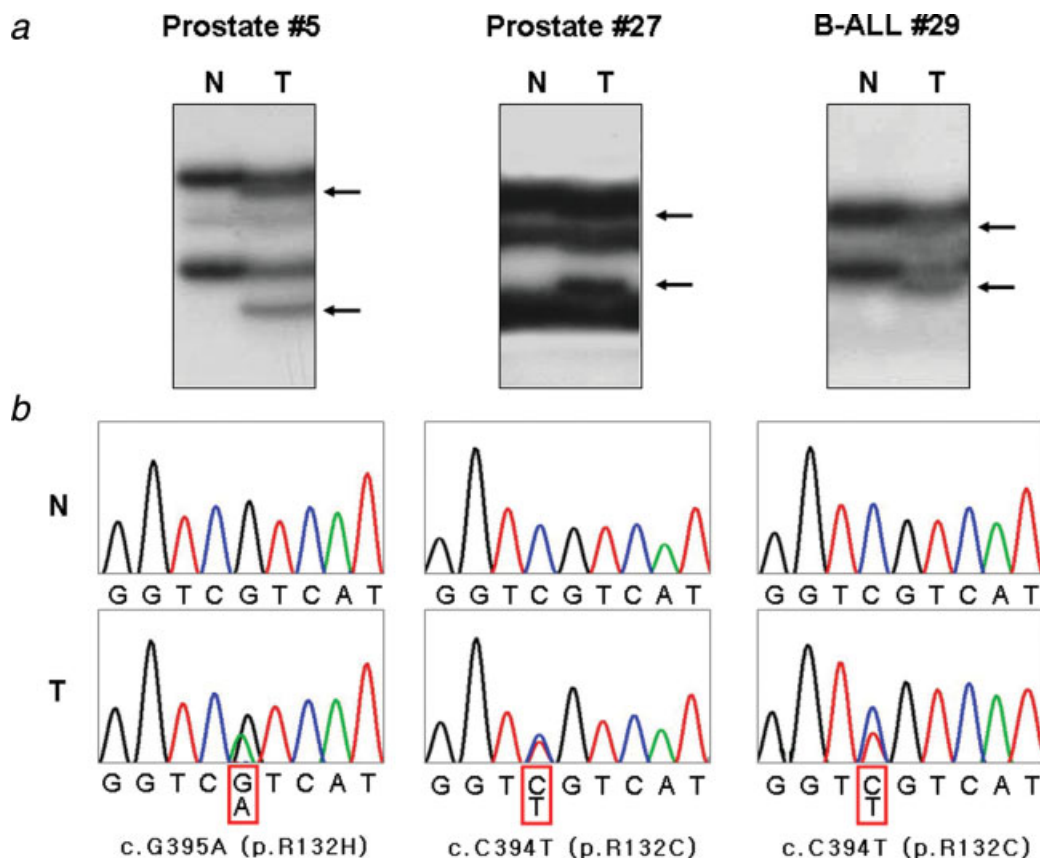 a
Prostate #5 Prostate #27 B-ALL #29
N T N T N T
b
N
G G T C G T C A T G G T C G T C A T G G T C G T C A T
T
G G T C G T C A T G G T C G T C A T G G T C G T C A T
A T T
c.G395A (p.R132H) c.C394T (p.R132C) c.C394T (p.R132C)